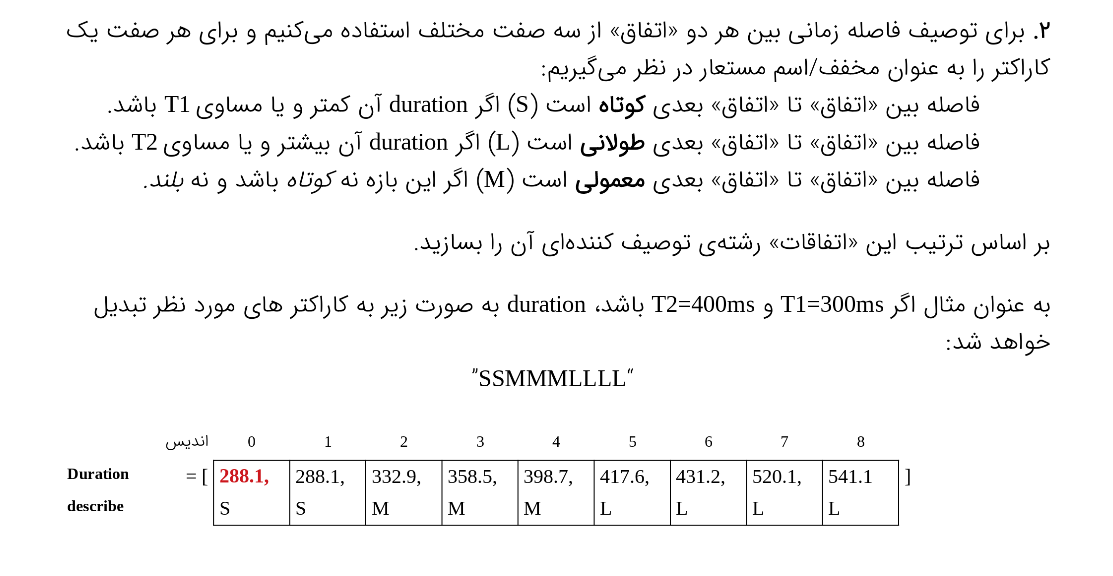 ۲. برای توصیف فاصله زمانی بین هر دو «اتفاق» از سه صفت مختلف استفاده می‌کنیم و برای هر صفت یک
کاراکتر را به عنوان مخفف/اسم مستعار در نظر می‌گیریم:
فاصله بین «اتفاق» تا «اتفاق» بعدی کوتاه است (S) اگر duration آن کمتر و یا مساوی T1 باشد.
فاصله بین «اتفاق» تا «اتفاق» بعدی طولانی است (L) اگر duration آن بیشتر و یا مساوی T2 باشد.
فاصله بین «اتفاق» تا «اتفاق» بعدی معمولی است (M) اگر این بازه نه کوتاه باشد و نه بلند.
بر اساس ترتیب این «اتفاقات» رشته‌ی توصیف کننده‌ای آن را بسازید.
به عنوان مثال اگر T1=300ms و T2=400ms باشد، duration به صورت زیر به کاراکتر های مورد نظر تبدیل
خواهد شد:
"SSMMMLLLL"
اندیس 0 1 2 3 4 5 6 7 8
Duration = [ 288.1, 288.1, 332.9, 358.5, 398.7, 417.6, 431.2, 520.1, 541.1 ]
describe S S M M M L L L L